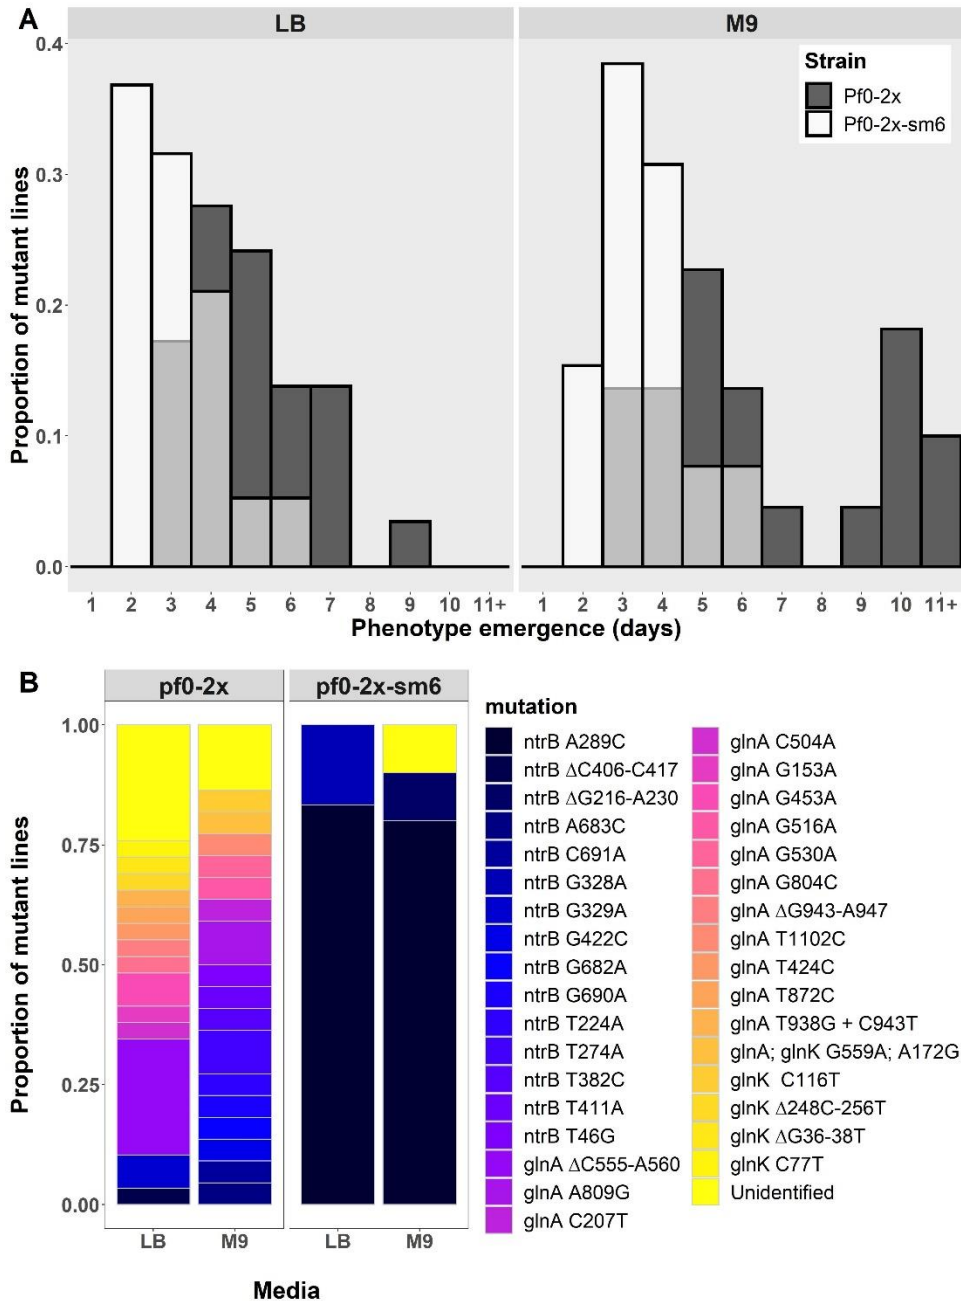 A
LB
M9
Strain
Pf0-2x
Pf0-2x-sm6
Proportion of mutant lines
0.4
0.3
0.2
0.1
0.0
1 2 3 4 5 6 7 8 9 10 11+
1 2 3 4 5 6 7 8 9 10 11+
Phenotype emergence (days)
B
pf0-2x
pf0-2x-sm6
Proportion of mutant lines
1.00
0.75
0.50
0.25
0.00
LB M9
LB M9
Media
mutation
ntrB A289C
ntrB ΔC406-C417
ntrB ΔG216-A230
ntrB A683C
ntrB C691A
ntrB G328A
ntrB G329A
ntrB G422C
ntrB G682A
ntrB G690A
ntrB T224A
ntrB T274A
ntrB T382C
ntrB T411A
ntrB T46G
glnA ΔC555-A560
glnA A809G
glnA C207T
glnA C504A
glnA G153A
glnA G453A
glnA G516A
glnA G530A
glnA G804C
glnA ΔG943-A947
glnA T1102C
glnA T424C
glnA T872C
glnA T938G + C943T
glnA; glnK G559A; A172G
glnK C116T
glnK Δ248C-256T
glnK ΔG36-38T
glnK C77T
Unidentified